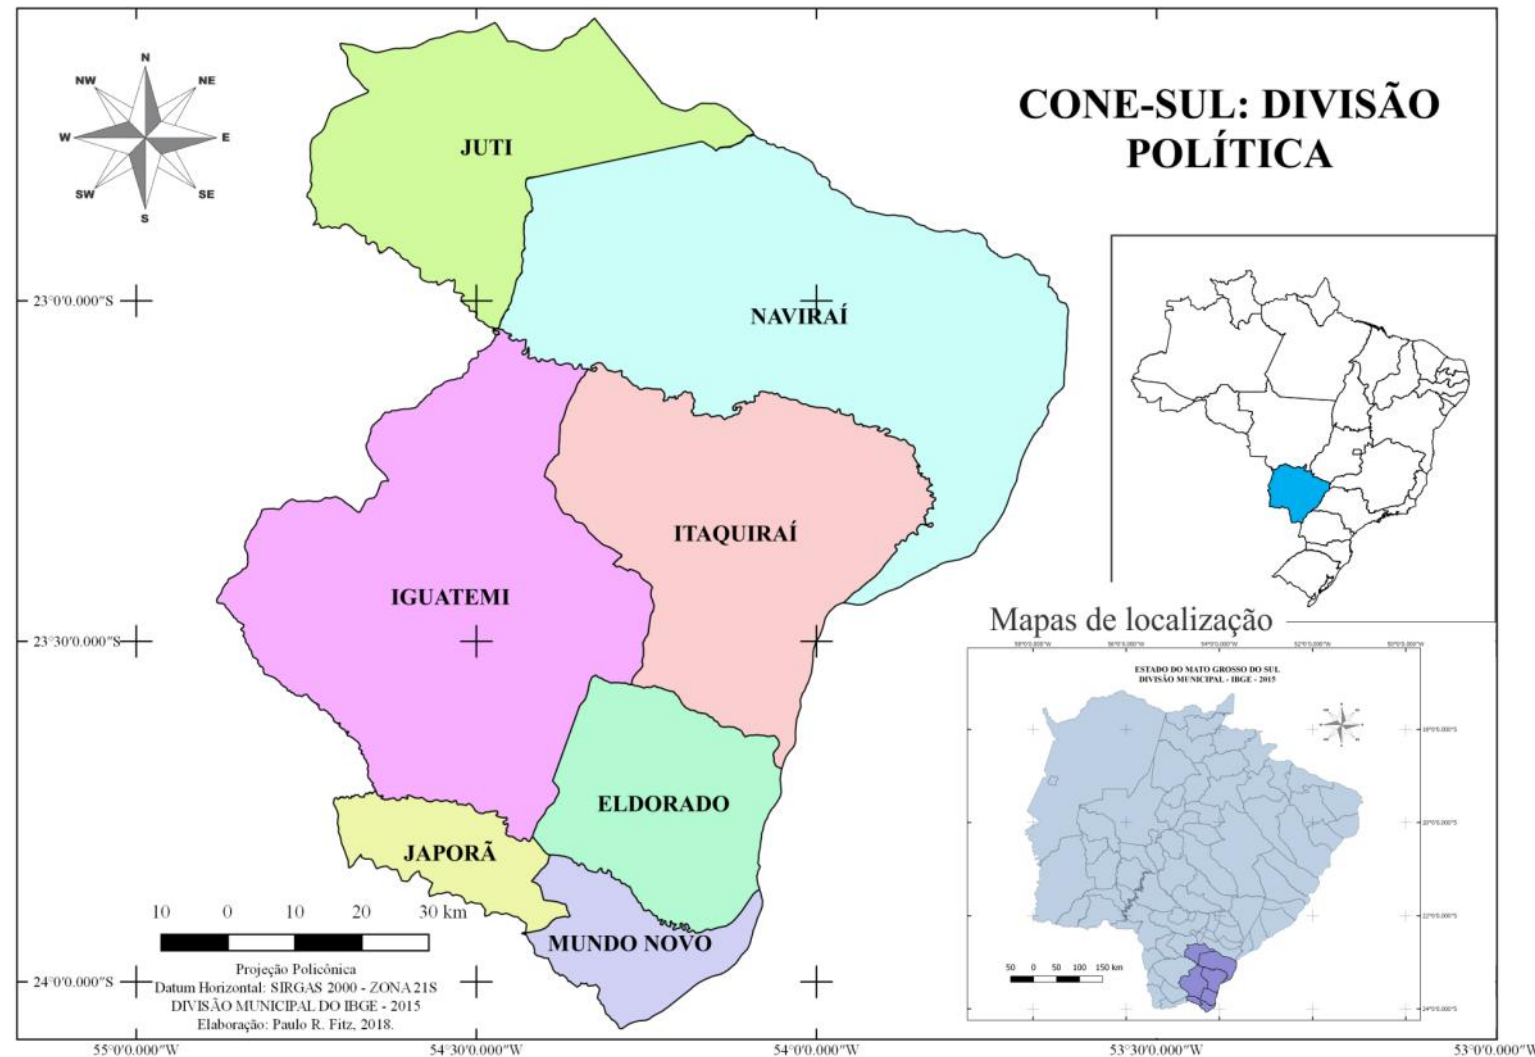 CONE-SUL: DIVISÃO
POLÍTICA
N
NW
NE
W
E
SW
SE
S
JUTI
NAVIRAÍ
ITAQUIRAÍ
IGUATEMI
ELDORADO
JAPORÃ
MUNDO NOVO
23°0'0.000"S
23°30'0.000"S
24°0'0.000"S
55°0'0.000"W
54°30'0.000"W
54°0'0.000"W
53°30'0.000"W
53°0'0.000"W
10 0 10 20 30 km
Projeção Policônica
Datum Horizontal: SIRGAS 2000 - ZONA 21S
DIVISÃO MUNICIPAL DO IBGE - 2015
Elaboração: Paulo R. Fitz, 2018.
Mapas de localização
ESTADO DO MATO GROSSO DO SUL
DIVISÃO MUNICIPAL - IBGE - 2015
50 0 50 100 150 km